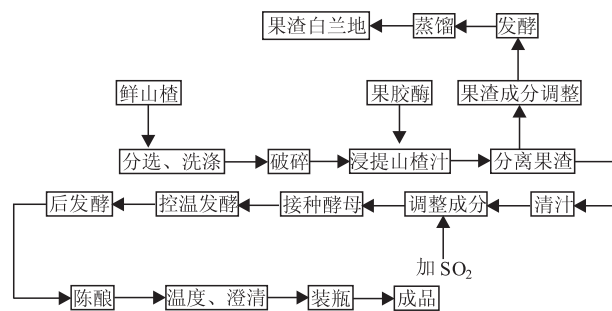 果渣白兰地
蒸馏
发酵
鲜山楂
果胶酶
果渣成分调整
分选、洗涤
破碎
浸提山楂汁
分离果渣
后发酵
控温发酵
接种酵母
调整成分
清汁
加 SO₂
陈酿
温度、澄清
装瓶
成品